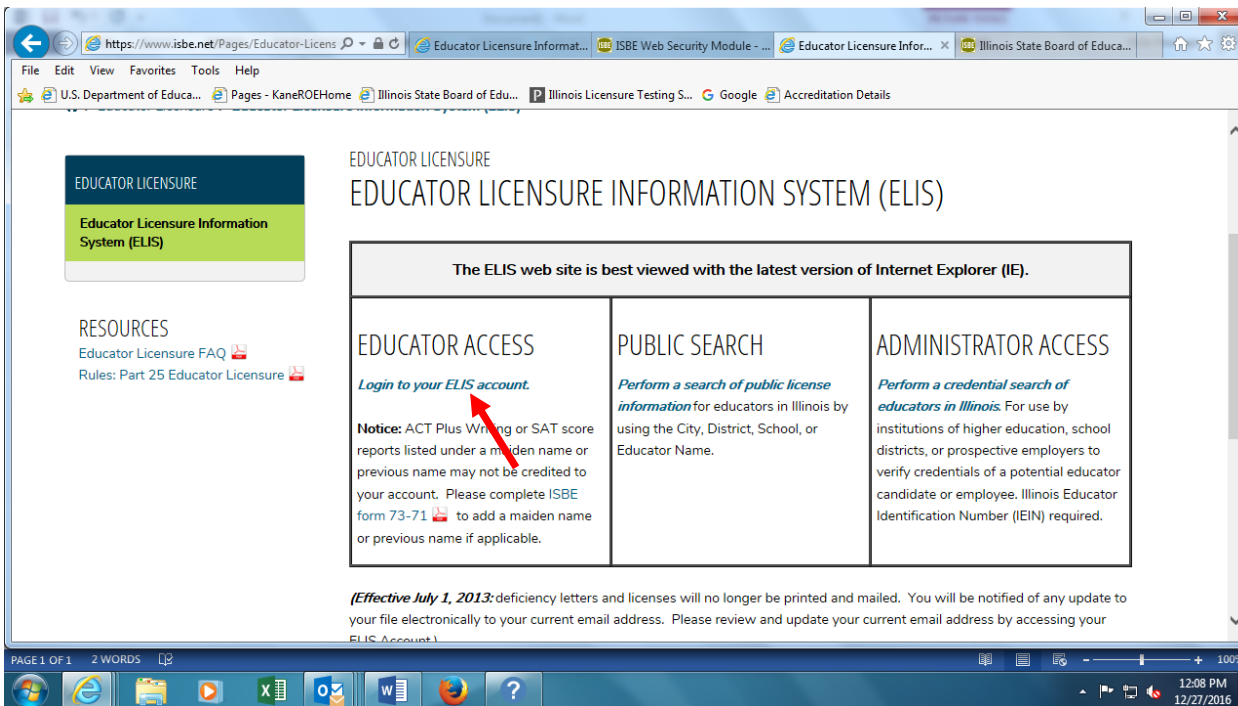 https://www.isbe.net/Pages/Educator-Licens
Educator Licensure Informat...
ISBE Web Security Module - ...
Educator Licensure Infor...
Illinois State Board of Educa...
File Edit View Favorites Tools Help
U.S. Department of Educa... Pages - KaneROEHome Illinois State Board of Edu... Illinois Licensure Testing S... Google Accreditation Details
EDUCATOR LICENSURE
Educator Licensure Information
System (ELIS)
RESOURCES
Educator Licensure FAQ
Rules: Part 25 Educator Licensure
EDUCATOR LICENSURE
EDUCATOR LICENSURE INFORMATION SYSTEM (ELIS)
The ELIS web site is best viewed with the latest version of Internet Explorer (IE).
EDUCATOR ACCESS
Login to your ELIS account.
Notice: ACT Plus Writing or SAT score
reports listed under a maiden name or
previous name may not be credited to
your account. Please complete ISBE
form 73-71 to add a maiden name
or previous name if applicable.
PUBLIC SEARCH
Perform a search of public license
information for educators in Illinois by
using the City, District, School, or
Educator Name.
ADMINISTRATOR ACCESS
Perform a credential search of
educators in Illinois. For use by
institutions of higher education, school
districts, or prospective employers to
verify credentials of a potential educator
candidate or employee. Illinois Educator
Identification Number (IEIN) required.
(Effective July 1, 2013: deficiency letters and licenses will no longer be printed and mailed. You will be notified of any update to
your file electronically to your current email address. Please review and update your current email address by accessing your
ELIS Account.)
PAGE 1 OF 1 2 WORDS
100%
12:08 PM
12/27/2016